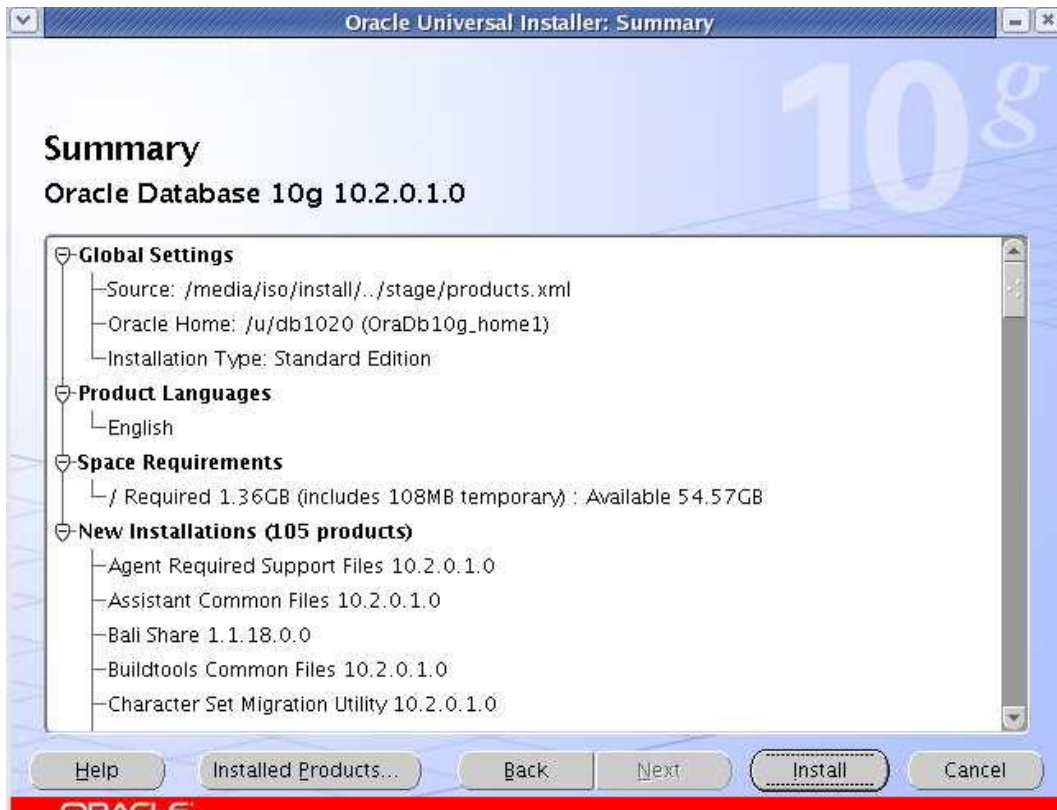 Oracle Universal Installer: Summary
10g
Summary
Oracle Database 10g 10.2.0.1.0
Global Settings
Source: /media/iso/install/../stage/products.xml
Oracle Home: /u/db1020 (OraDb10g_home1)
Installation Type: Standard Edition
Product Languages
English
Space Requirements
/ Required 1.36GB (includes 108MB temporary) : Available 54.57GB
New Installations (105 products)
Agent Required Support Files 10.2.0.1.0
Assistant Common Files 10.2.0.1.0
Bali Share 1.1.18.0.0
Buildtools Common Files 10.2.0.1.0
Character Set Migration Utility 10.2.0.1.0
Help Installed Products... Back Next Install Cancel
ORACLE